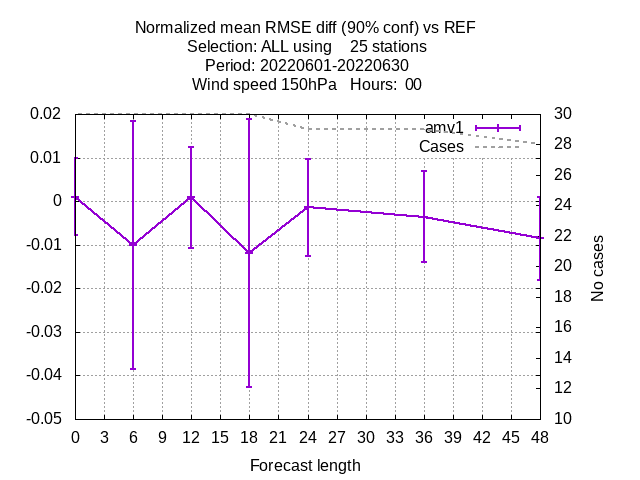 Normalized mean RMSE diff (90% conf) vs REF
Selection: ALL using    25 stations
Period: 20220601-20220630
Wind speed 150hPa   Hours:  00
0.02
0.01
0
-0.01
-0.02
-0.03
-0.04
-0.05
amv1
Cases
30
28
26
24
22
20
18
16
14
12
10
No cases
0 3 6 9 12 15 18 21 24 27 30 33 36 39 42 45 48
Forecast length